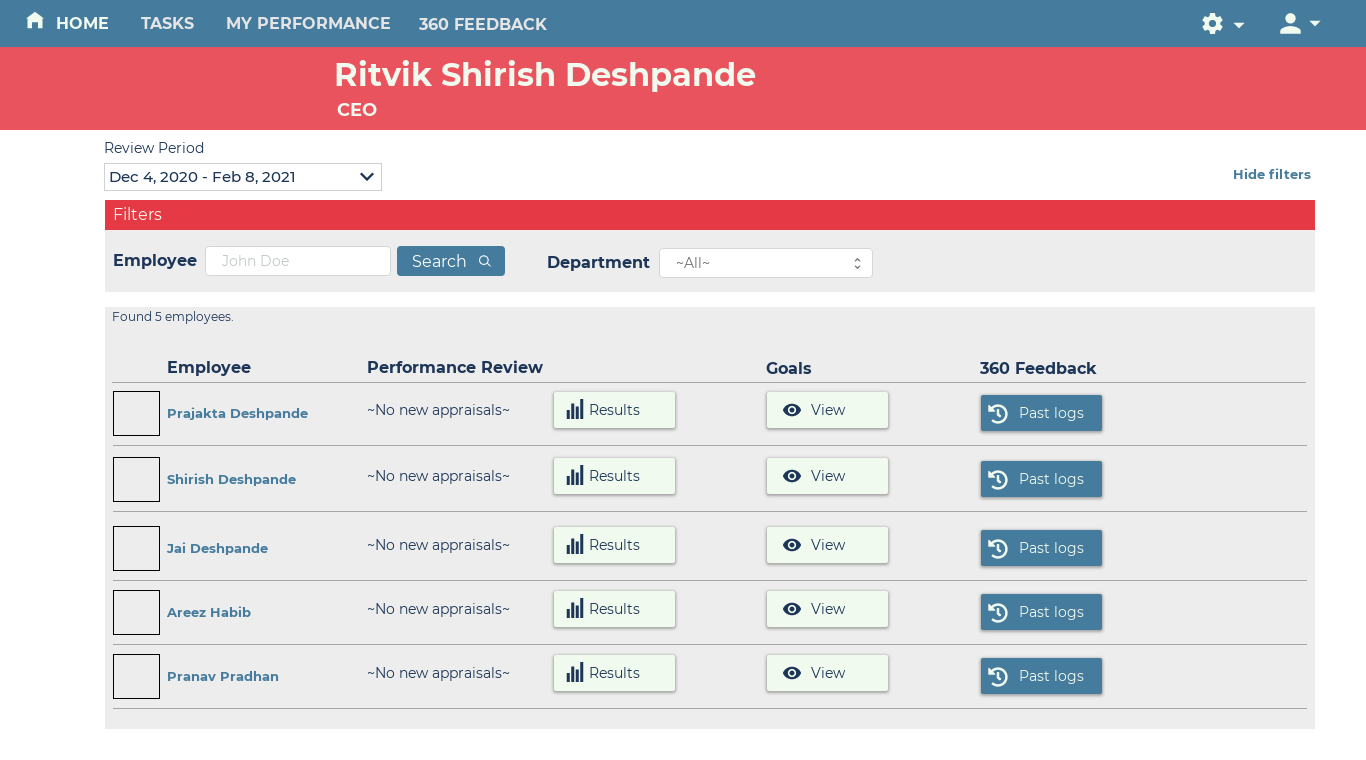 HOME TASKS MY PERFORMANCE 360 FEEDBACK
Ritvik Shirish Deshpande
CEO
Review Period
Dec 4, 2020 - Feb 8, 2021
Hide filters
Filters
Employee John Doe Search Department ~All~
Found 5 employees.
Employee Performance Review Goals 360 Feedback
Prajakta Deshpande ~No new appraisals~ Results View Past logs
Shirish Deshpande ~No new appraisals~ Results View Past logs
Jai Deshpande ~No new appraisals~ Results View Past logs
Areez Habib ~No new appraisals~ Results View Past logs
Pranav Pradhan ~No new appraisals~ Results View Past logs